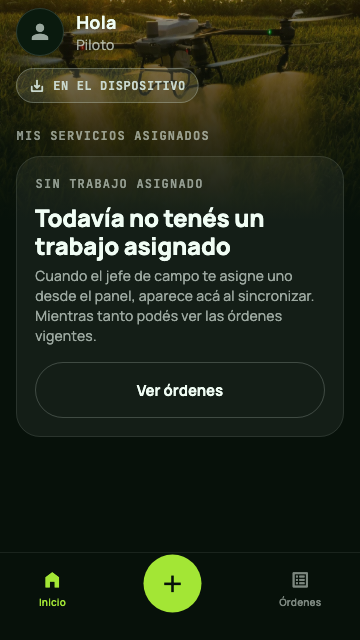 Hola
Piloto
EN EL DISPOSITIVO
MIS SERVICIOS ASIGNADOS
SIN TRABAJO ASIGNADO
Todavía no tenés un
trabajo asignado
Cuando el jefe de campo te asigne uno
desde el panel, aparece acá al sincronizar.
Mientras tanto podés ver las órdenes
vigentes.
Ver órdenes
Inicio
Órdenes